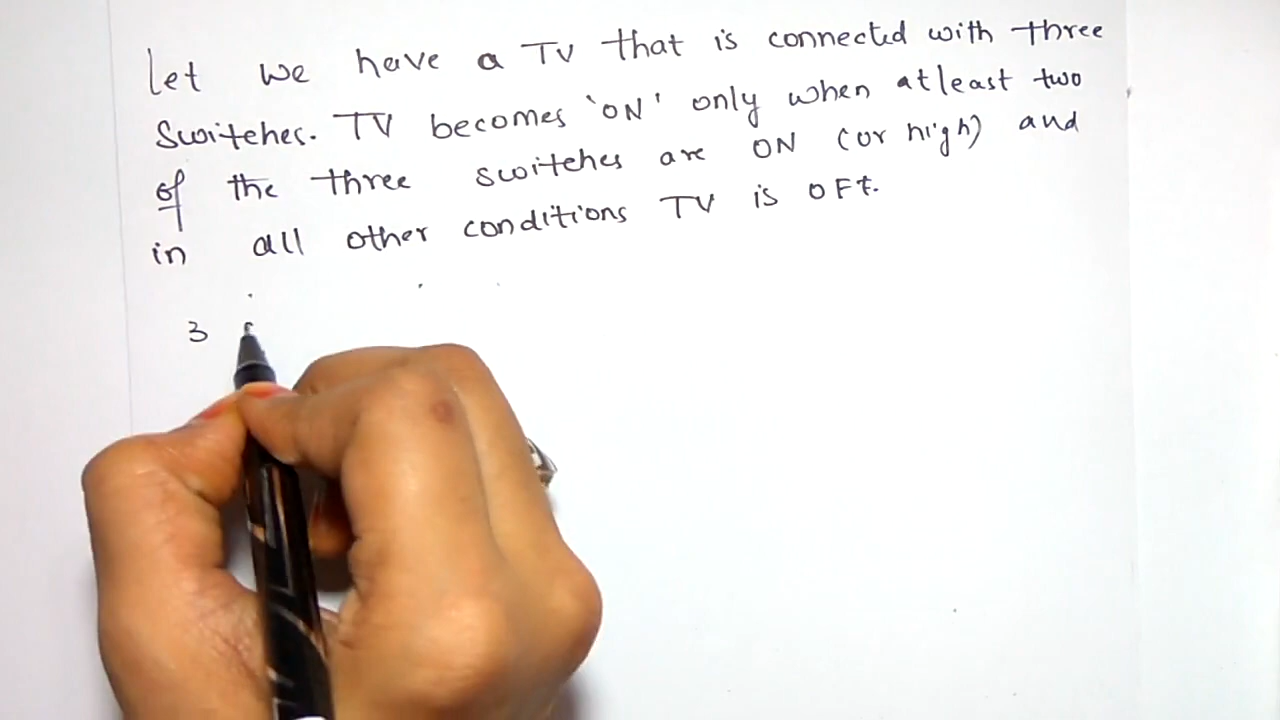 Let we have a TV that is connected with three
Switches. TV becomes 'ON' only when atleast two
of the three switches are ON (or high) and
in all other conditions TV is OFF.
3